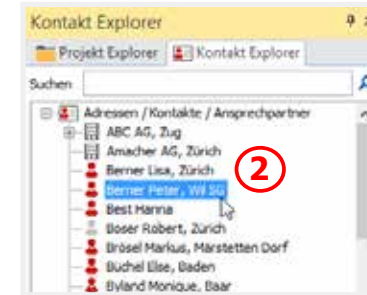 Kontakt Explorer
Projekt Explorer Kontakt Explorer
Suchen
Adressen / Kontakte / Ansprechpartner
ABC AG, Zug
Amacher AG, Zürich
Berner Lisa, Zürich
Berner Peter, Wil SG
Best Hanna
Boser Robert, Zürich
Brösel Markus, Märstetten Dorf
Büchel Else, Baden
Byland Monique, Baar
2